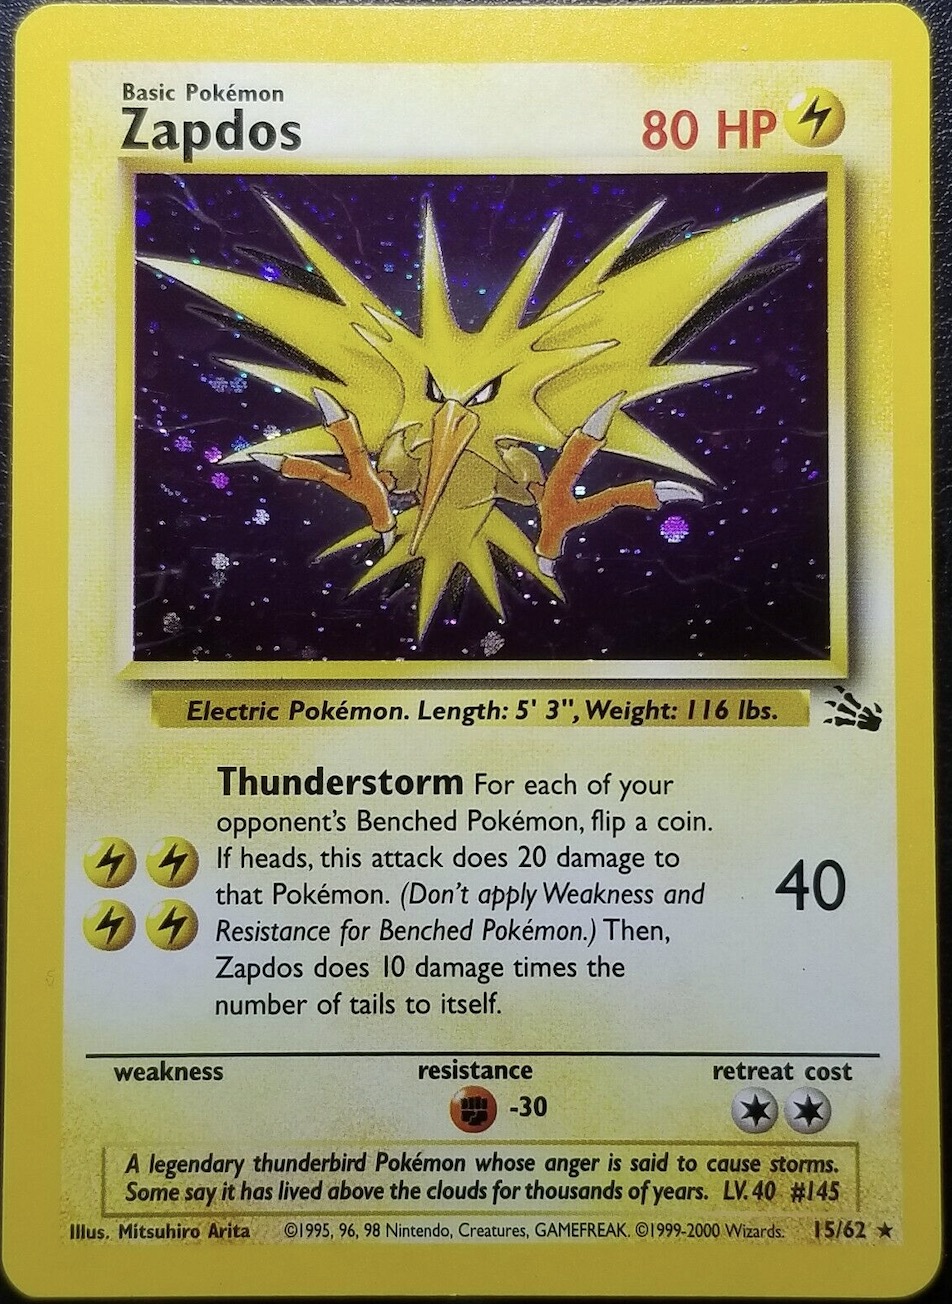 Basic Pokémon
Zapdos
80 HP
Electric Pokémon. Length: 5' 3", Weight: 116 lbs.
Thunderstorm For each of your
opponent's Benched Pokémon, flip a coin.
If heads, this attack does 20 damage to
that Pokémon. (Don't apply Weakness and
Resistance for Benched Pokémon.) Then,
Zapdos does 10 damage times the
number of tails to itself.
40
weakness resistance retreat cost
-30
A legendary thunderbird Pokémon whose anger is said to cause storms.
Some say it has lived above the clouds for thousands of years. LV. 40 #145
Illus. Mitsuhiro Arita ©1995, 96, 98 Nintendo, Creatures, GAMEFREAK. ©1999-2000 Wizards. 15/62 ★